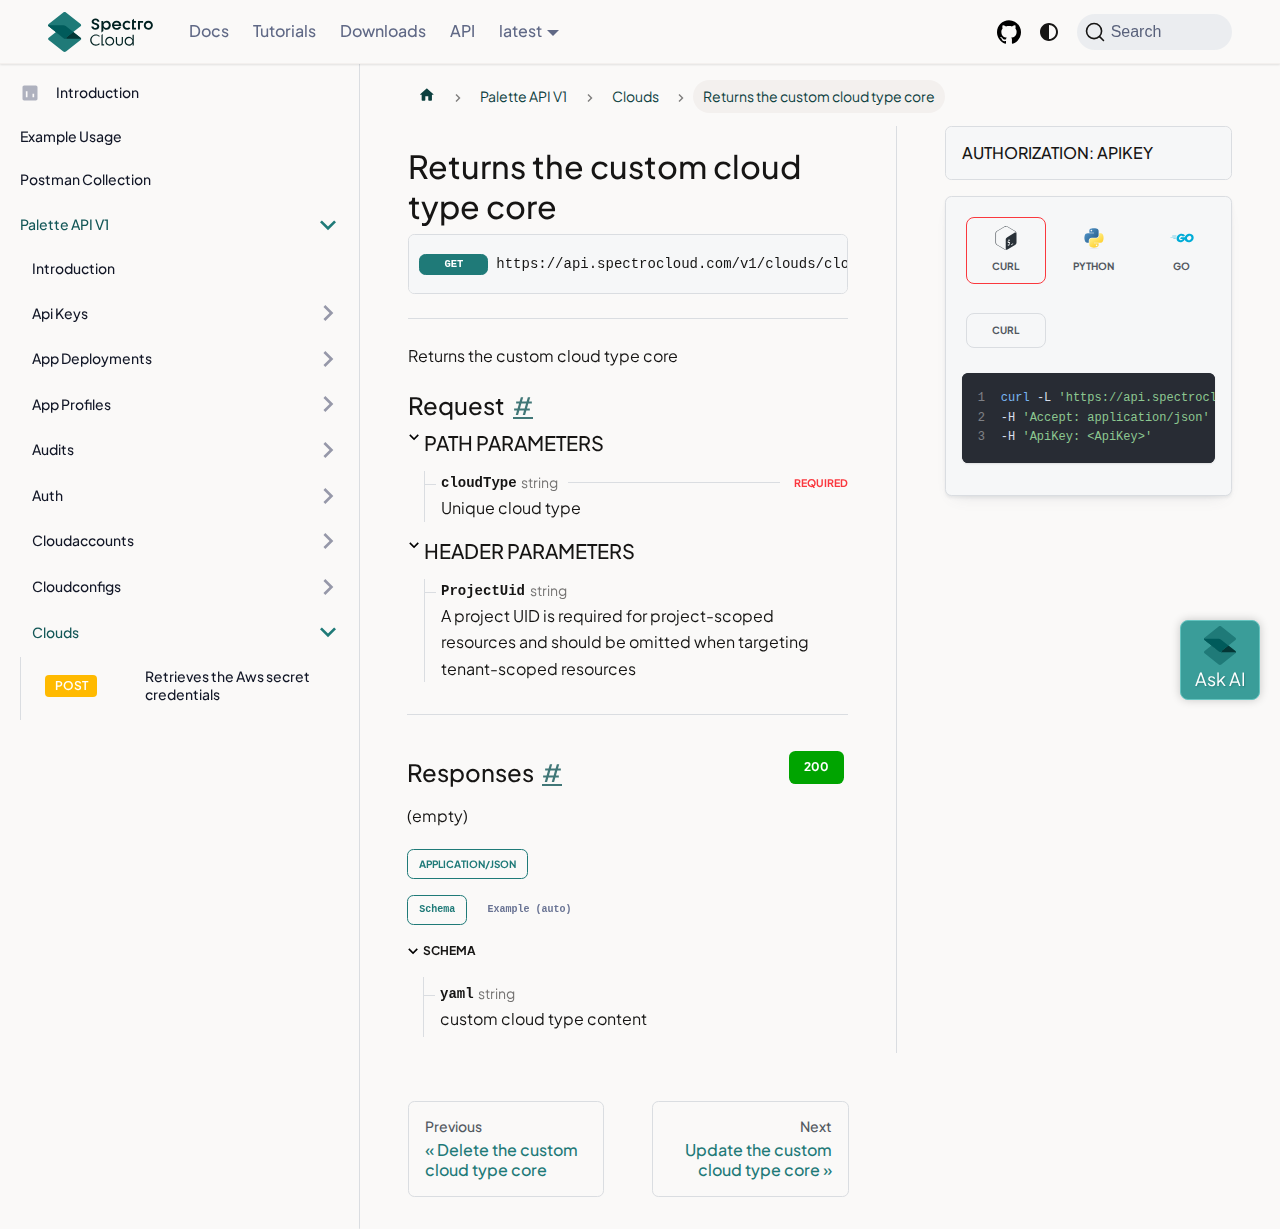 Spectro Cloud
Docs
Tutorials
Downloads
API
latest
Search
Introduction
Example Usage
Postman Collection
Palette API V1
Introduction
Api Keys
App Deployments
App Profiles
Audits
Auth
Cloudaccounts
Cloudconfigs
Clouds
POST
Retrieves the Aws secret
credentials
Palette API V1
Clouds
Returns the custom cloud type core
Returns the custom cloud
type core
GET https://api.spectrocloud.com/v1/clouds/clo
Returns the custom cloud type core
Request #
PATH PARAMETERS
cloudType string REQUIRED
Unique cloud type
HEADER PARAMETERS
ProjectUid string
A project UID is required for project-scoped
resources and should be omitted when targeting
tenant-scoped resources
Responses #
200
(empty)
APPLICATION/JSON
Schema
Example (auto)
SCHEMA
yaml string
custom cloud type content
Previous
« Delete the custom
cloud type core
Next
Update the custom
cloud type core »
AUTHORIZATION: APIKEY
CURL
PYTHON
GO
CURL
1 curl -L 'https://api.spectrocl
2 -H 'Accept: application/json'
3 -H 'ApiKey: <ApiKey>'
Ask AI